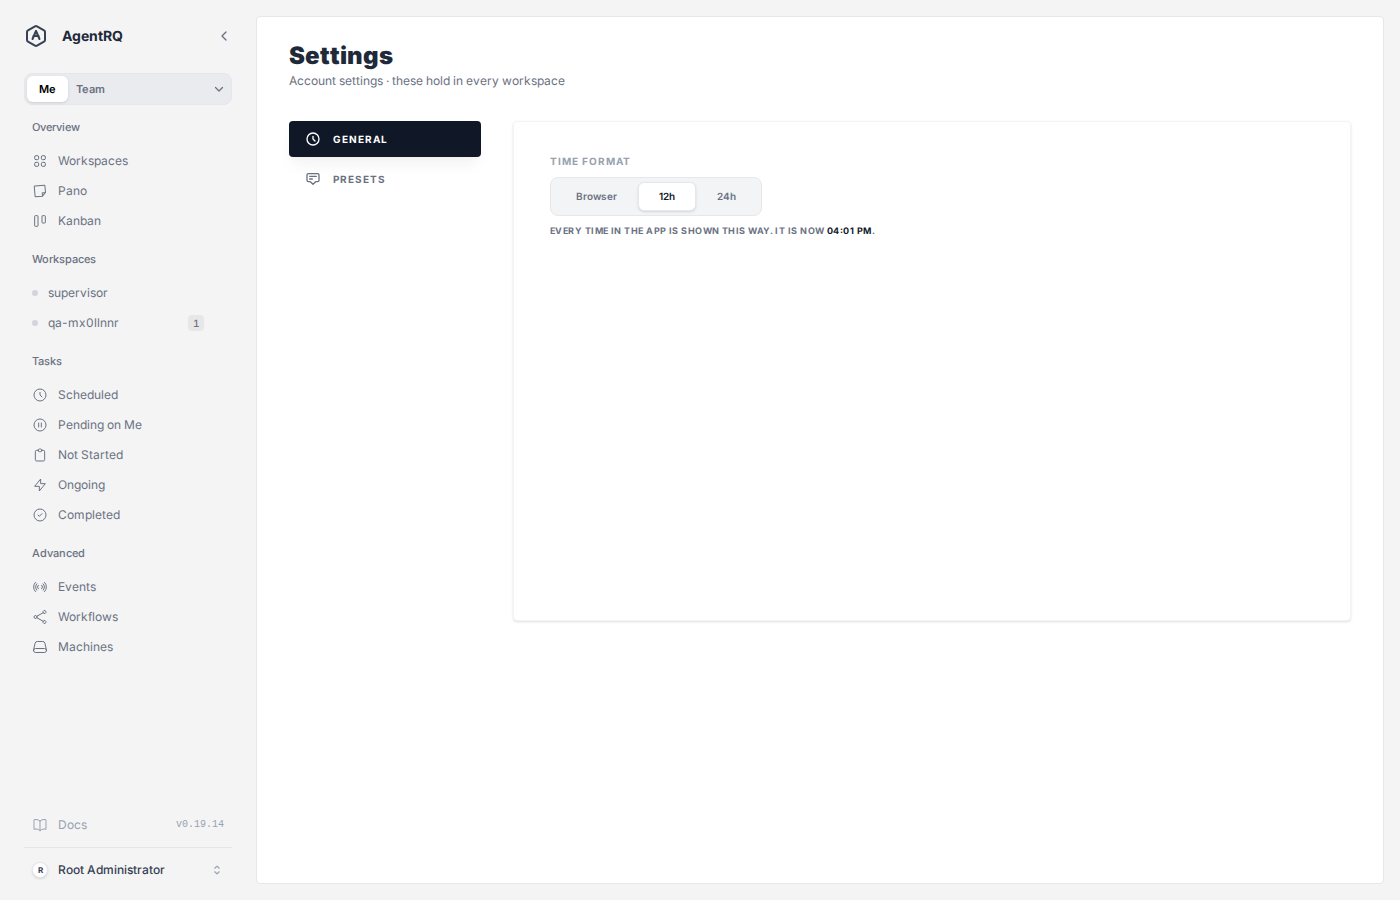 AgentRQ
Me
Team
Overview
Workspaces
Pano
Kanban
Workspaces
supervisor
qa-mx0llnnr
1
Tasks
Scheduled
Pending on Me
Not Started
Ongoing
Completed
Advanced
Events
Workflows
Machines
Docs
v0.19.14
R
Root Administrator
Settings
Account settings · these hold in every workspace
GENERAL
PRESETS
TIME FORMAT
Browser
12h
24h
EVERY TIME IN THE APP IS SHOWN THIS WAY. IT IS NOW 04:01 PM.